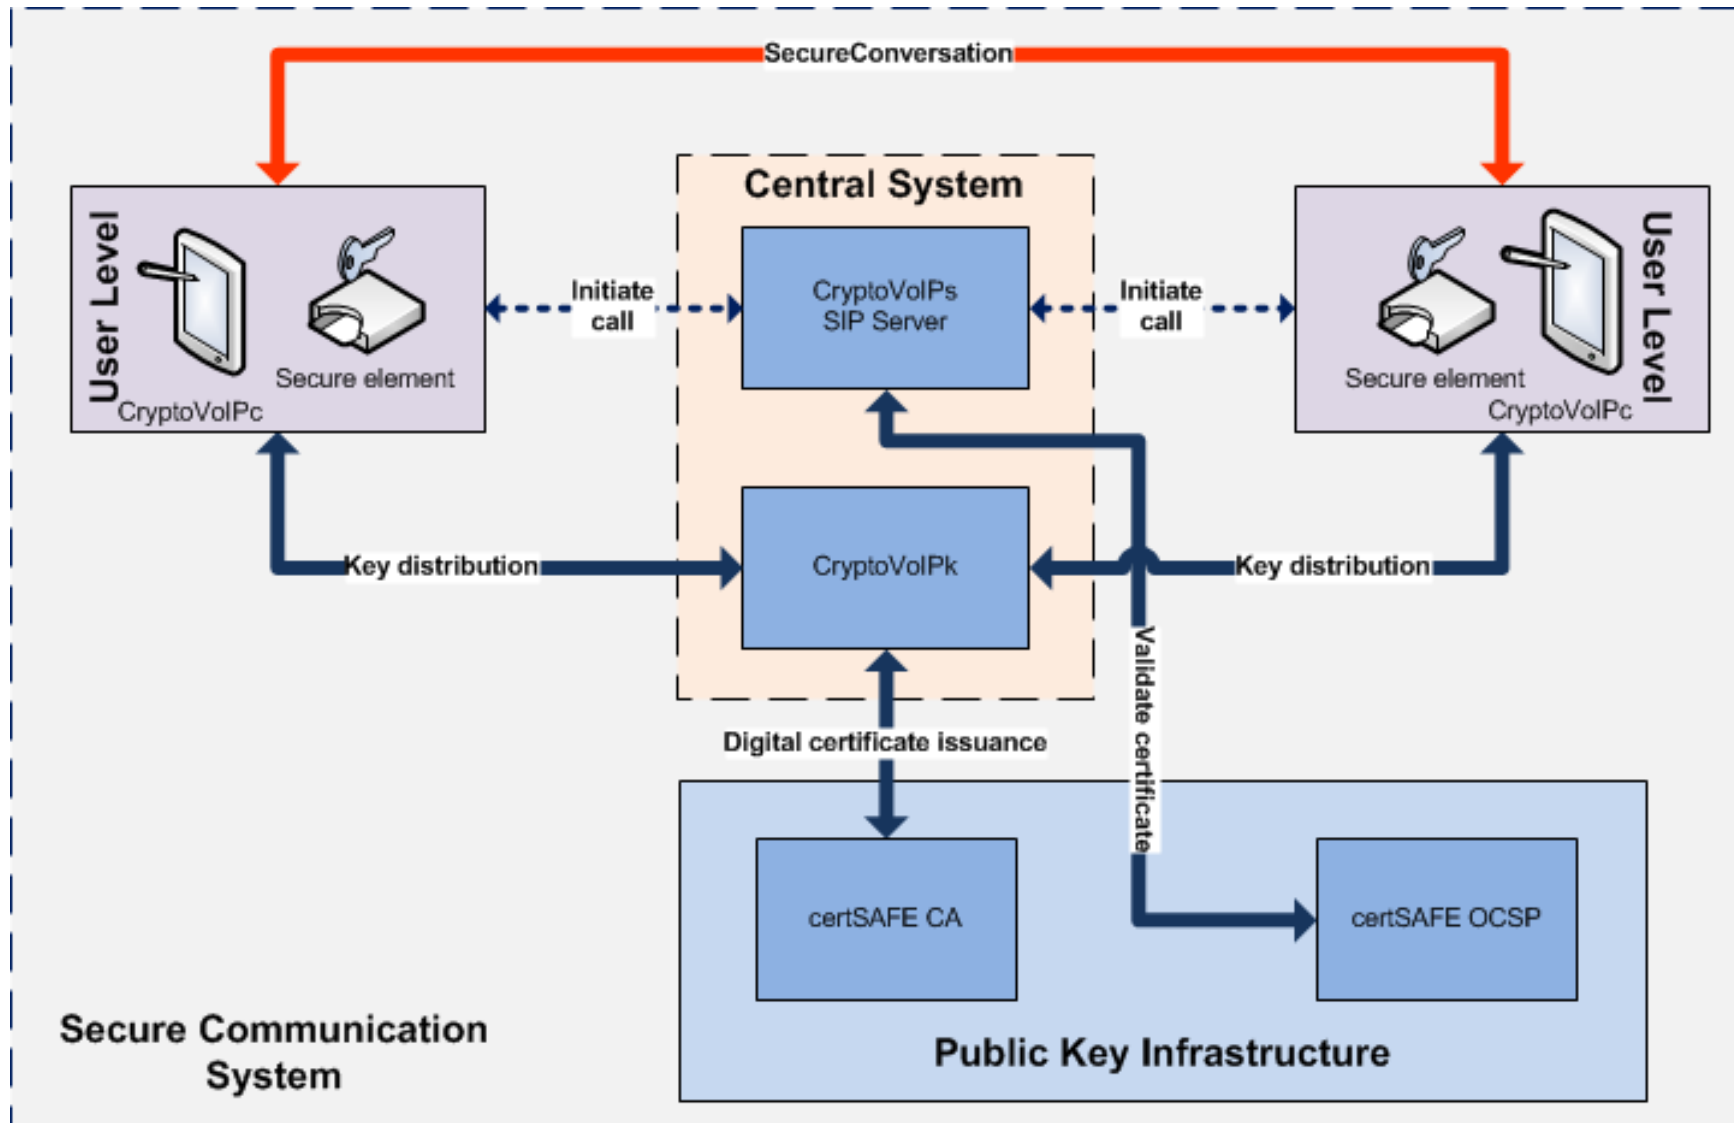 SecureConversation
Central System
User Level
Secure element
CryptoVoIPc
Initiate
call
CryptoVoIPs
SIP Server
Initiate
call
User Level
Secure element
CryptoVoIPc
Key distribution
CryptoVoIPk
Key distribution
Validate certificate
Digital certificate issuance
certSAFE CA
certSAFE OCSP
Public Key Infrastructure
Secure Communication
System